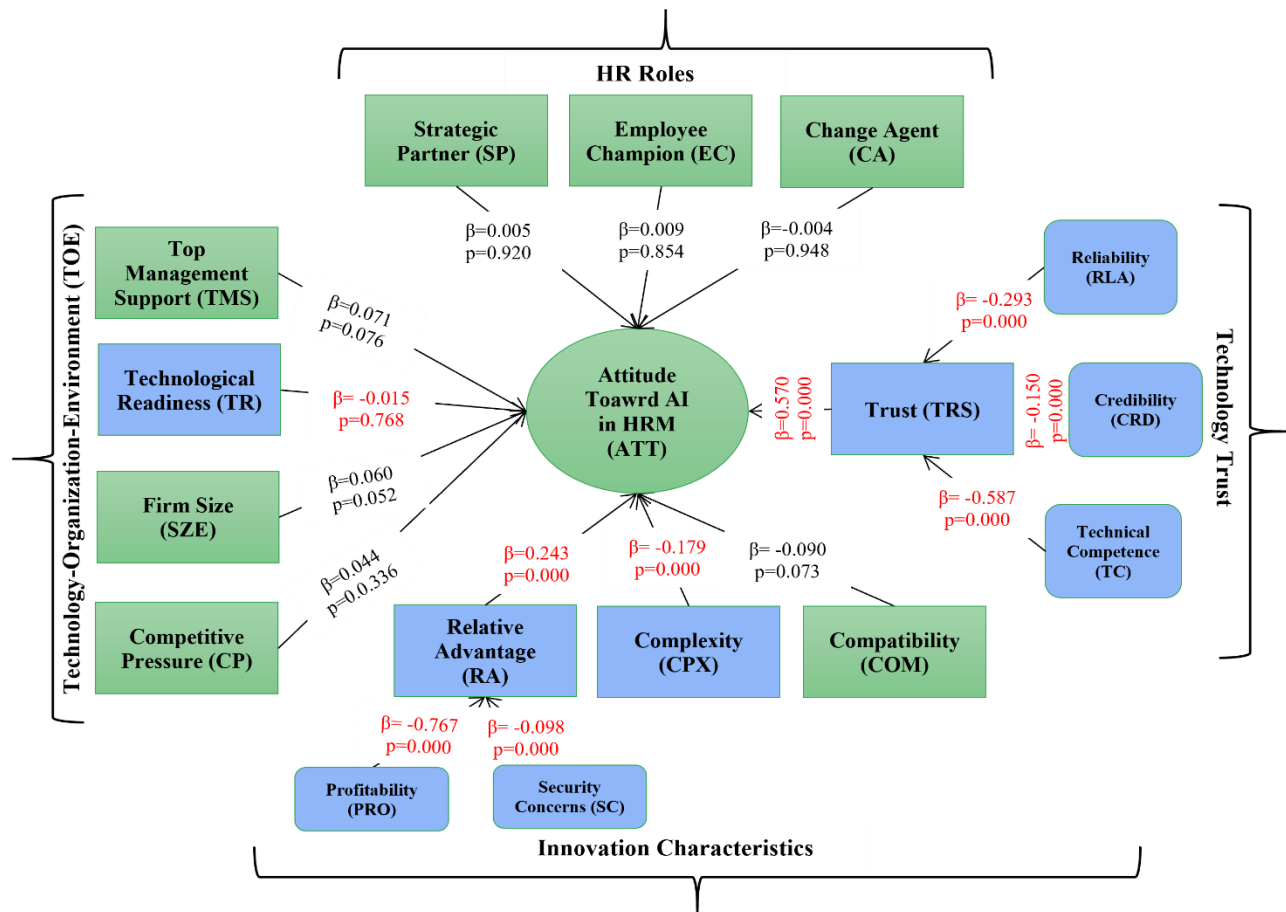 HR Roles
Strategic
Partner (SP)
Employee
Champion (EC)
Change Agent
(CA)
β=0.005
p=0.920
β=0.009
p=0.854
β=-0.004
p=0.948
Technology-Organization-Environment (TOE)
Top
Management
Support (TMS)
β=0.071
p=0.076
Technological
Readiness (TR)
β= -0.015
p=0.768
Firm Size
(SZE)
β=0.060
p=0.052
Competitive
Pressure (CP)
β=0.044
p=0.0.336
Attitude
Toawrd AI
in HRM
(ATT)
β=0.570
p=0.000
Trust (TRS)
Reliability
(RLA)
β= -0.293
p=0.000
β= -0.150
p=0.000
Credibility
(CRD)
β= -0.587
p=0.000
Technical
Competence
(TC)
Technology Trust
β=0.243
p=0.000
β= -0.179
p=0.000
β= -0.090
p=0.073
Relative
Advantage
(RA)
Complexity
(CPX)
Compatibility
(COM)
β= -0.767
p=0.000
β= -0.098
p=0.000
Profitability
(PRO)
Security
Concerns (SC)
Innovation Characteristics